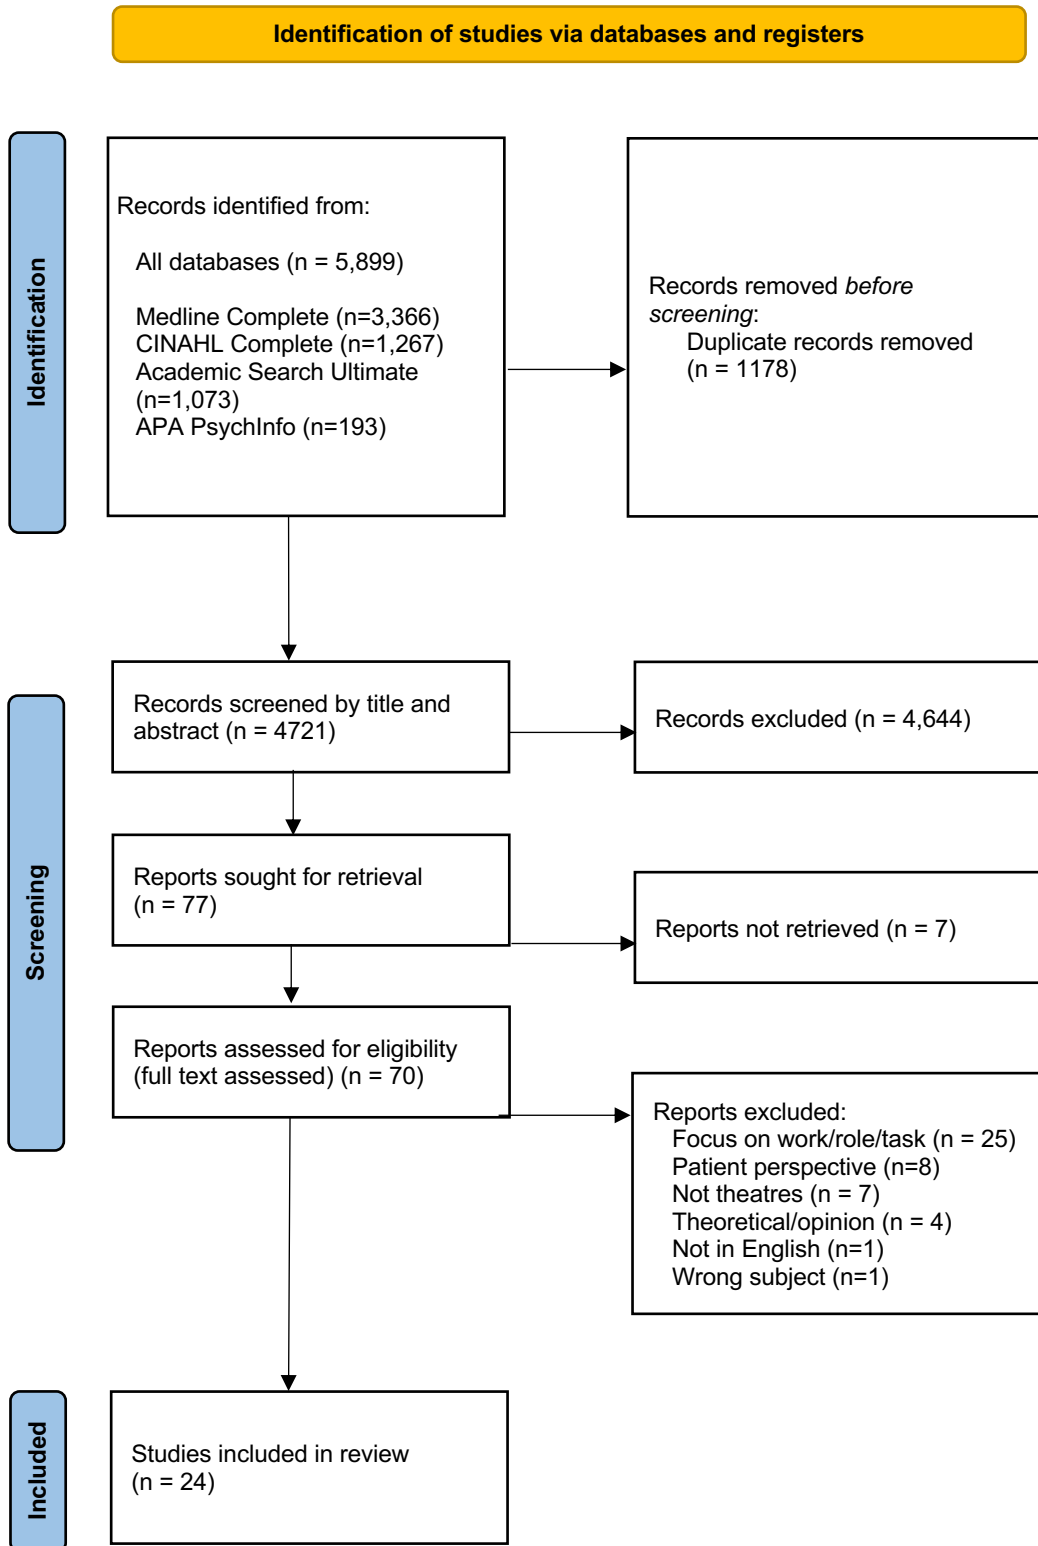 Identification of studies via databases and registers
Identification
Records identified from:
All databases (n = 5,899)
Medline Complete (n=3,366)
CINAHL Complete (n=1,267)
Academic Search Ultimate
(n=1,073)
APA PsychInfo (n=193)
Records removed before
screening:
Duplicate records removed
(n = 1178)
Screening
Records screened by title and
abstract (n = 4721)
Records excluded (n = 4,644)
Reports sought for retrieval
(n = 77)
Reports not retrieved (n = 7)
Reports assessed for eligibility
(full text assessed) (n = 70)
Reports excluded:
Focus on work/role/task (n = 25)
Patient perspective (n=8)
Not theatres (n = 7)
Theoretical/opinion (n = 4)
Not in English (n=1)
Wrong subject (n=1)
Included
Studies included in review
(n = 24)